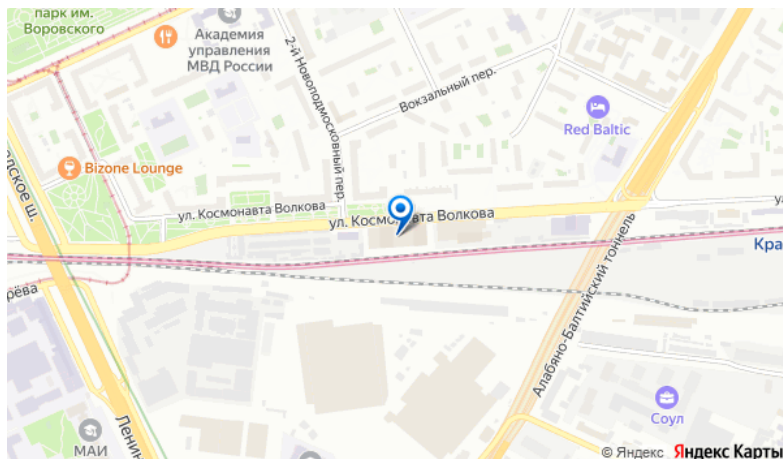 парк им.
Воровского
Академия
управления
МВД России
2-й Новоподмосковный пер.
Вокзальный пер.
Red Baltic
Bizone Lounge
ул. Космонавта Волкова
ул. Космонавта Волкова
Кра
Алабяно-Балтийский тоннель
Соул
МАИ
Ленин
© Яндекс Яндекс Карты